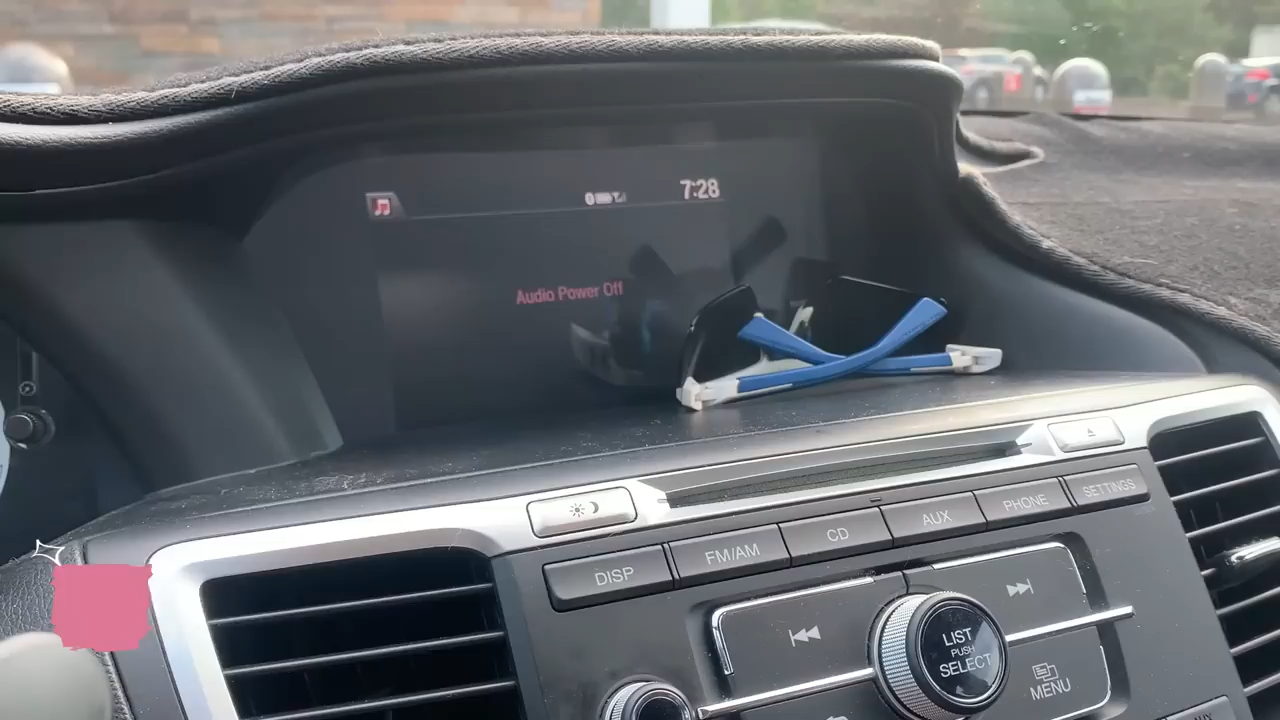 7:28
Audio Power Off
DISP
FM/AM
CD
AUX
PHONE
SETTINGS
LIST
PUSH
SELECT
MENU